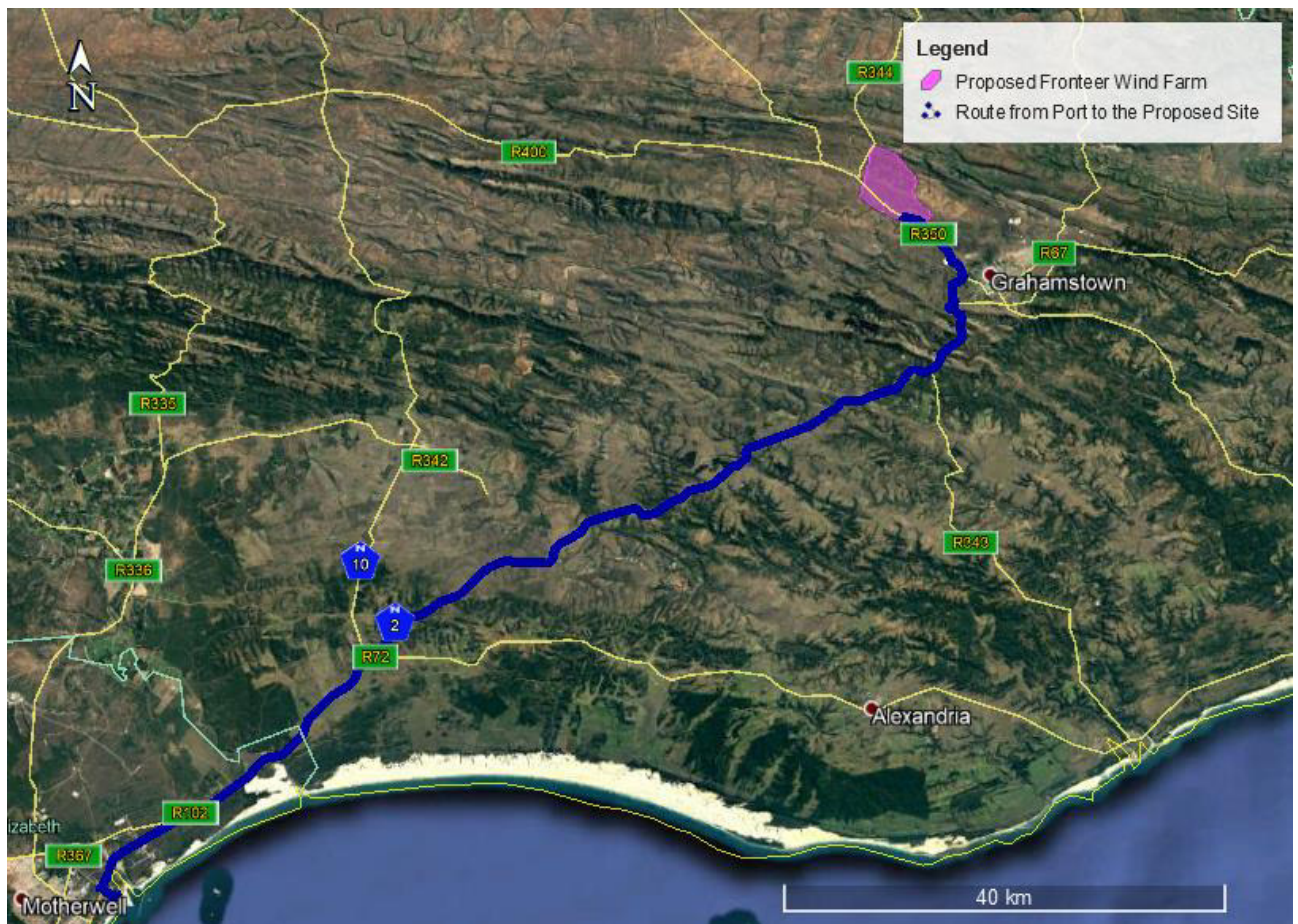 Legend
Proposed Fronteer Wind Farm
Route from Port to the Proposed Site
N
R344
R400
R350
R67
Grahamstown
R335
R342
N
10
R343
R336
N
2
R72
Alexandria
R102
izabeth
R367
Motherwell
40 km